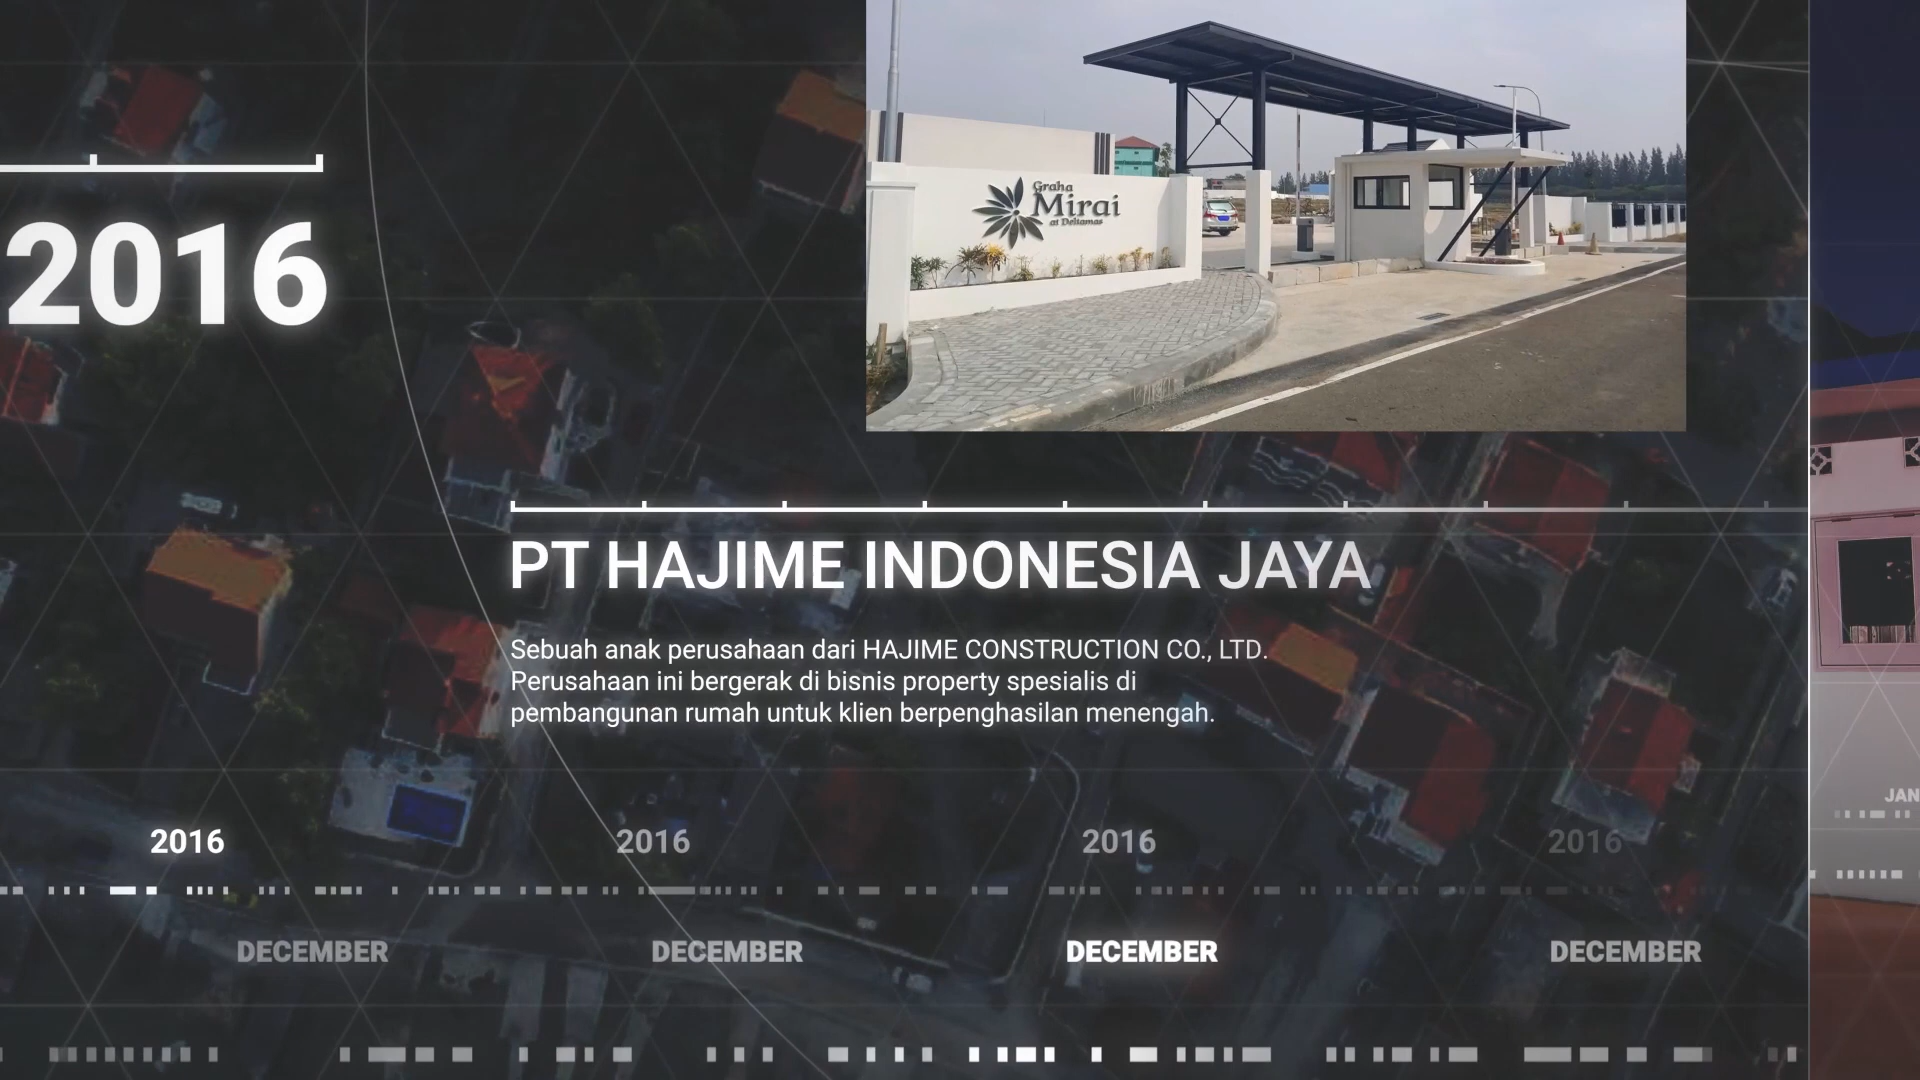 Graha
Mirai
at Deltamas
2016
PT HAJIME INDONESIA JAYA
Sebuah anak perusahaan dari HAJIME CONSTRUCTION CO., LTD.
Perusahaan ini bergerak di bisnis property spesialis di
pembangunan rumah untuk klien berpenghasilan menengah.
JAN
2016 2016 2016 2016
DECEMBER DECEMBER DECEMBER DECEMBER